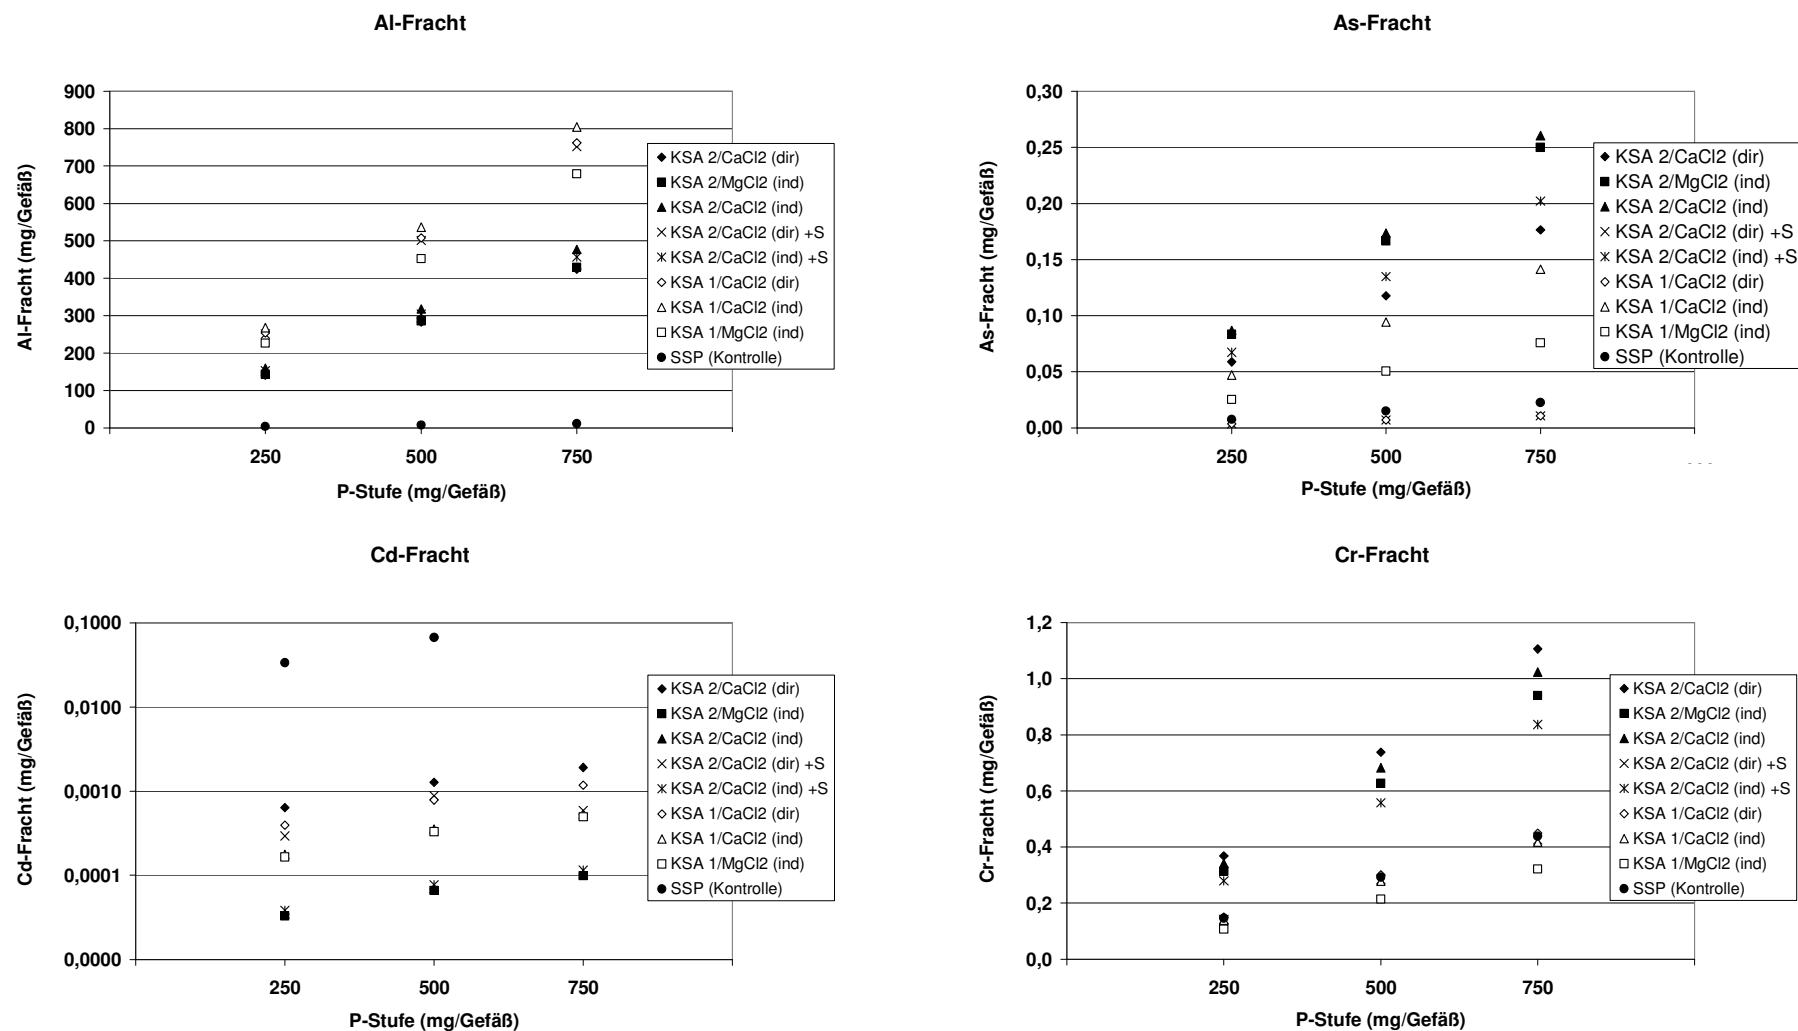 Al-Fracht
900
800
700
600
500
400
300
200
100
0
Al-Fracht (mg/Gefäß)
250 500 750
P-Stufe (mg/Gefäß)
KSA 2/CaCl2 (dir)
KSA 2/MgCl2 (ind)
KSA 2/CaCl2 (ind)
KSA 2/CaCl2 (dir) +S
KSA 2/CaCl2 (ind) +S
KSA 1/CaCl2 (dir)
KSA 1/CaCl2 (ind)
KSA 1/MgCl2 (ind)
SSP (Kontrolle)
As-Fracht
0,30
0,25
0,20
0,15
0,10
0,05
0,00
As-Fracht (mg/Gefäß)
250 500 750
P-Stufe (mg/Gefäß)
KSA 2/CaCl2 (dir)
KSA 2/MgCl2 (ind)
KSA 2/CaCl2 (ind)
KSA 2/CaCl2 (dir) +S
KSA 2/CaCl2 (ind) +S
KSA 1/CaCl2 (dir)
KSA 1/CaCl2 (ind)
KSA 1/MgCl2 (ind)
SSP (Kontrolle)
Cd-Fracht
0,1000
0,0100
0,0010
0,0001
0,0000
Cd-Fracht (mg/Gefäß)
250 500 750
P-Stufe (mg/Gefäß)
KSA 2/CaCl2 (dir)
KSA 2/MgCl2 (ind)
KSA 2/CaCl2 (ind)
KSA 2/CaCl2 (dir) +S
KSA 2/CaCl2 (ind) +S
KSA 1/CaCl2 (dir)
KSA 1/CaCl2 (ind)
KSA 1/MgCl2 (ind)
SSP (Kontrolle)
Cr-Fracht
1,2
1,0
0,8
0,6
0,4
0,2
0,0
Cr-Fracht (mg/Gefäß)
250 500 750
P-Stufe (mg/Gefäß)
KSA 2/CaCl2 (dir)
KSA 2/MgCl2 (ind)
KSA 2/CaCl2 (ind)
KSA 2/CaCl2 (dir) +S
KSA 2/CaCl2 (ind) +S
KSA 1/CaCl2 (dir)
KSA 1/CaCl2 (ind)
KSA 1/MgCl2 (ind)
SSP (Kontrolle)